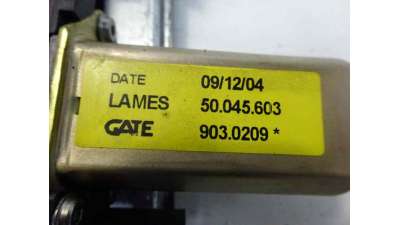 DATE 09/12/04
LAMES 50.045.603
GATE 903.0209 *